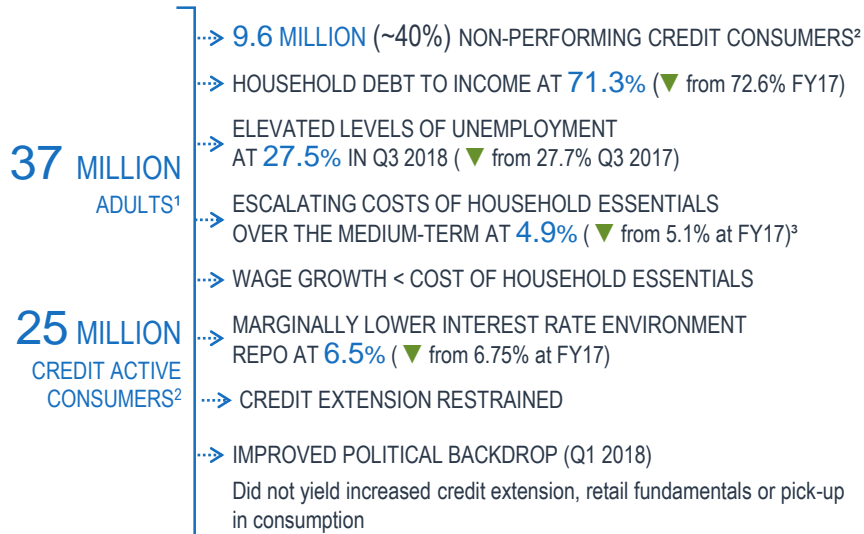 37 MILLION
ADULTS¹
25 MILLION
CREDIT ACTIVE
CONSUMERS²
9.6 MILLION (~40%) NON-PERFORMING CREDIT CONSUMERS²
HOUSEHOLD DEBT TO INCOME AT 71.3% (▼ from 72.6% FY17)
ELEVATED LEVELS OF UNEMPLOYMENT
AT 27.5% IN Q3 2018 ( ▼ from 27.7% Q3 2017)
ESCALATING COSTS OF HOUSEHOLD ESSENTIALS
OVER THE MEDIUM-TERM AT 4.9% ( ▼ from 5.1% at FY17)³
WAGE GROWTH < COST OF HOUSEHOLD ESSENTIALS
MARGINALLY LOWER INTEREST RATE ENVIRONMENT
REPO AT 6.5% ( ▼ from 6.75% at FY17)
CREDIT EXTENSION RESTRAINED
IMPROVED POLITICAL BACKDROP (Q1 2018)
Did not yield increased credit extension, retail fundamentals or pick-up
in consumption